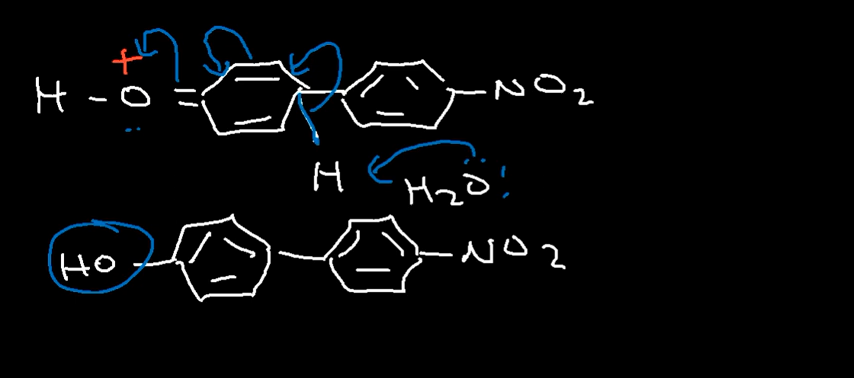 +
H - O = NO2
H H2O
HO NO2